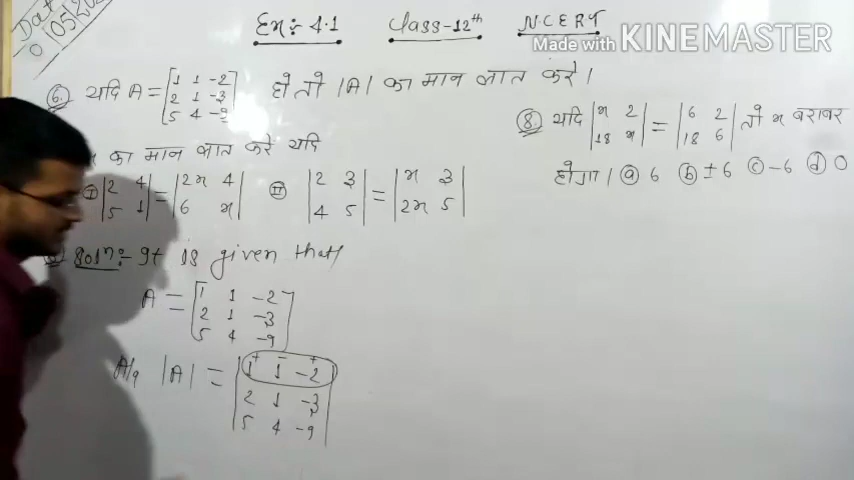 Ex:- 4.1 Class-12th N.C.E.R.T
Made with KINEMASTER
6. यदि A = [1 1 -2
2 1 -3
5 4 -9] हो तो |A| का मान ज्ञात करें।
का मान ज्ञात करें यदि
I |2 4
5 1| = |2x 4
6 x| II |2 3
4 5| = |x 3
2x 5|
8. यदि |x 2
18 x| = |6 2
18 6| तो x बराबर
होगा। a 6 b ±6 c -6 d 0
Soln:- It is given that
A = [1 1 -2
2 1 -3
5 4 -9]
A/q |A| = |1+ 1- -2+
2 1 -3
5 4 -9|